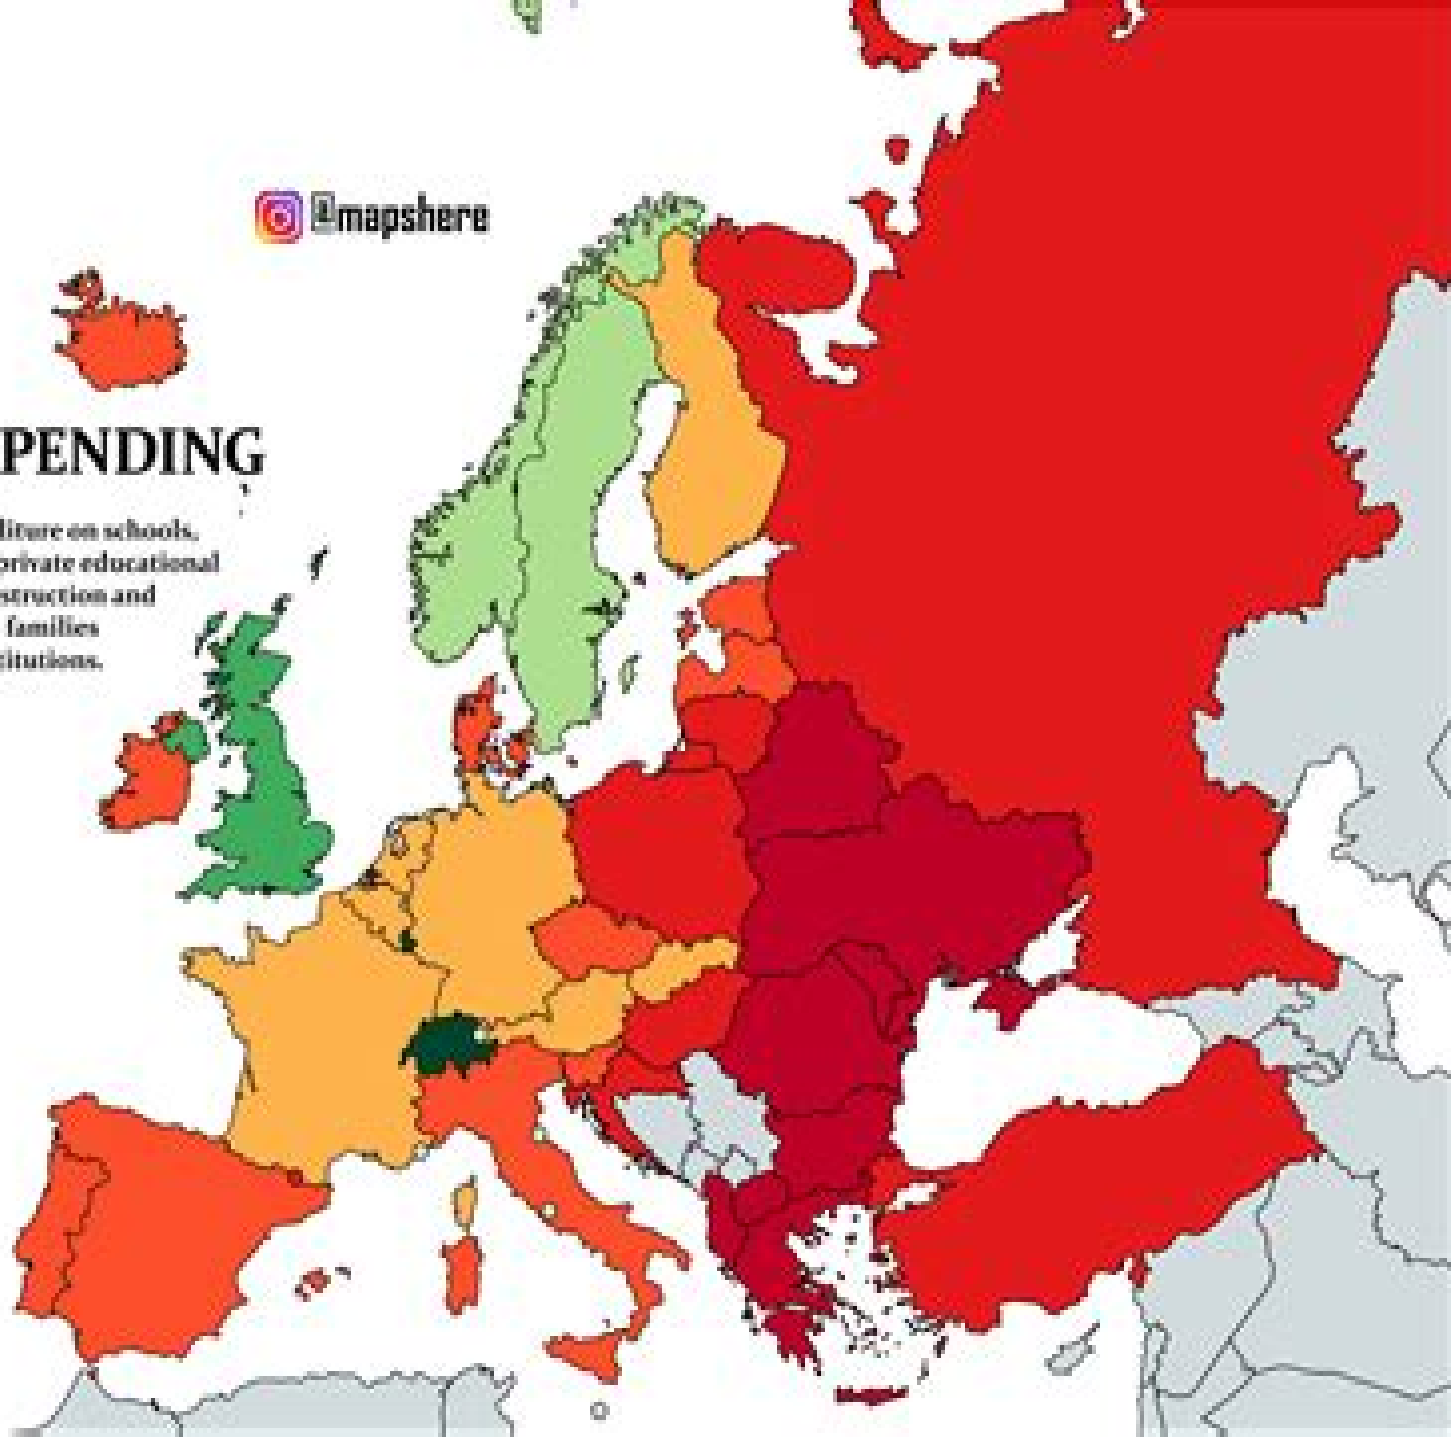 @mapshere
PENDING
diture on schools,
private educational
struction and
families
titutions.